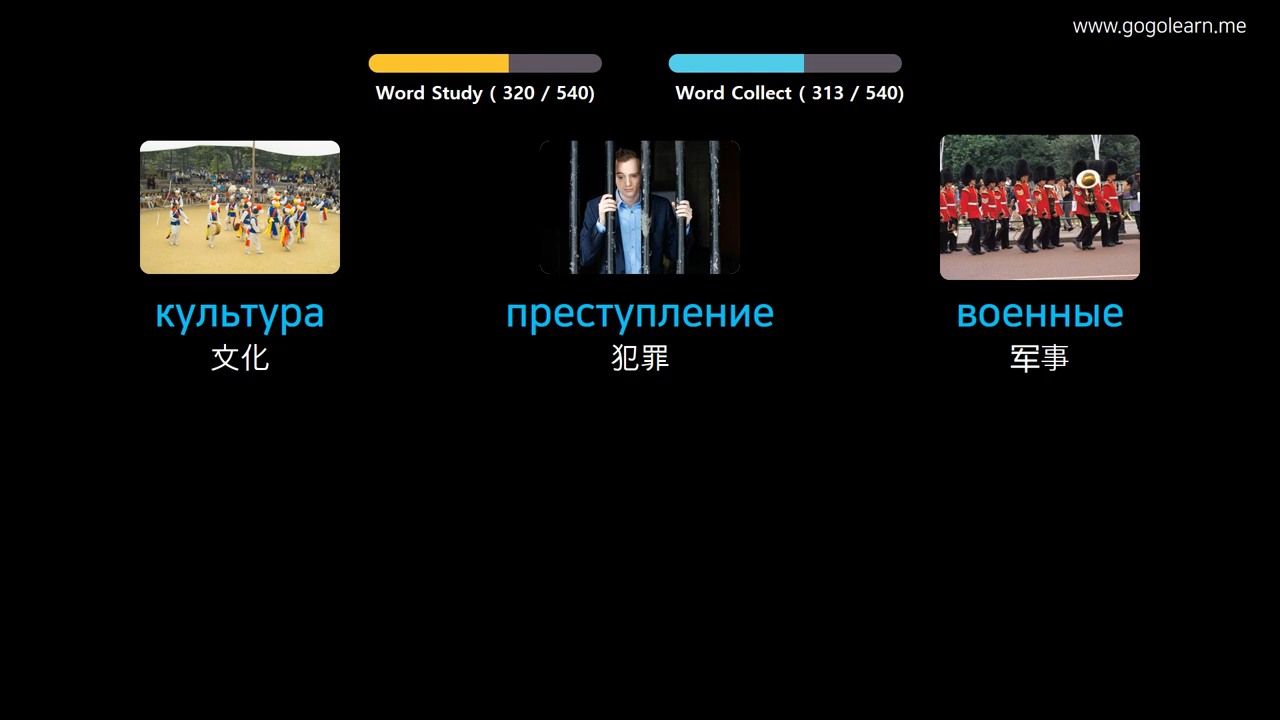 www.gogolearn.me
Word Study ( 320 / 540)
Word Collect ( 313 / 540)
культура
преступление
военные
文化
犯罪
军事